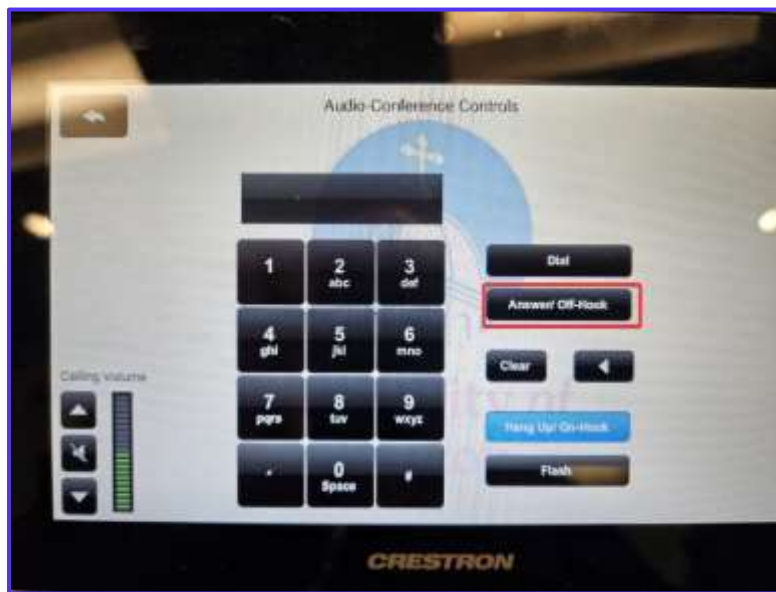 Audio-Conference Controls
1
2
abc
3
def
Dial
Answer/ Off-Hook
4
ghi
5
jkl
6
mno
Clear
Calling Volume
7
pqrs
8
tuv
9
wxyz
Hang Up/ On-Hook
*
0
Space
#
Flash
CRESTRON